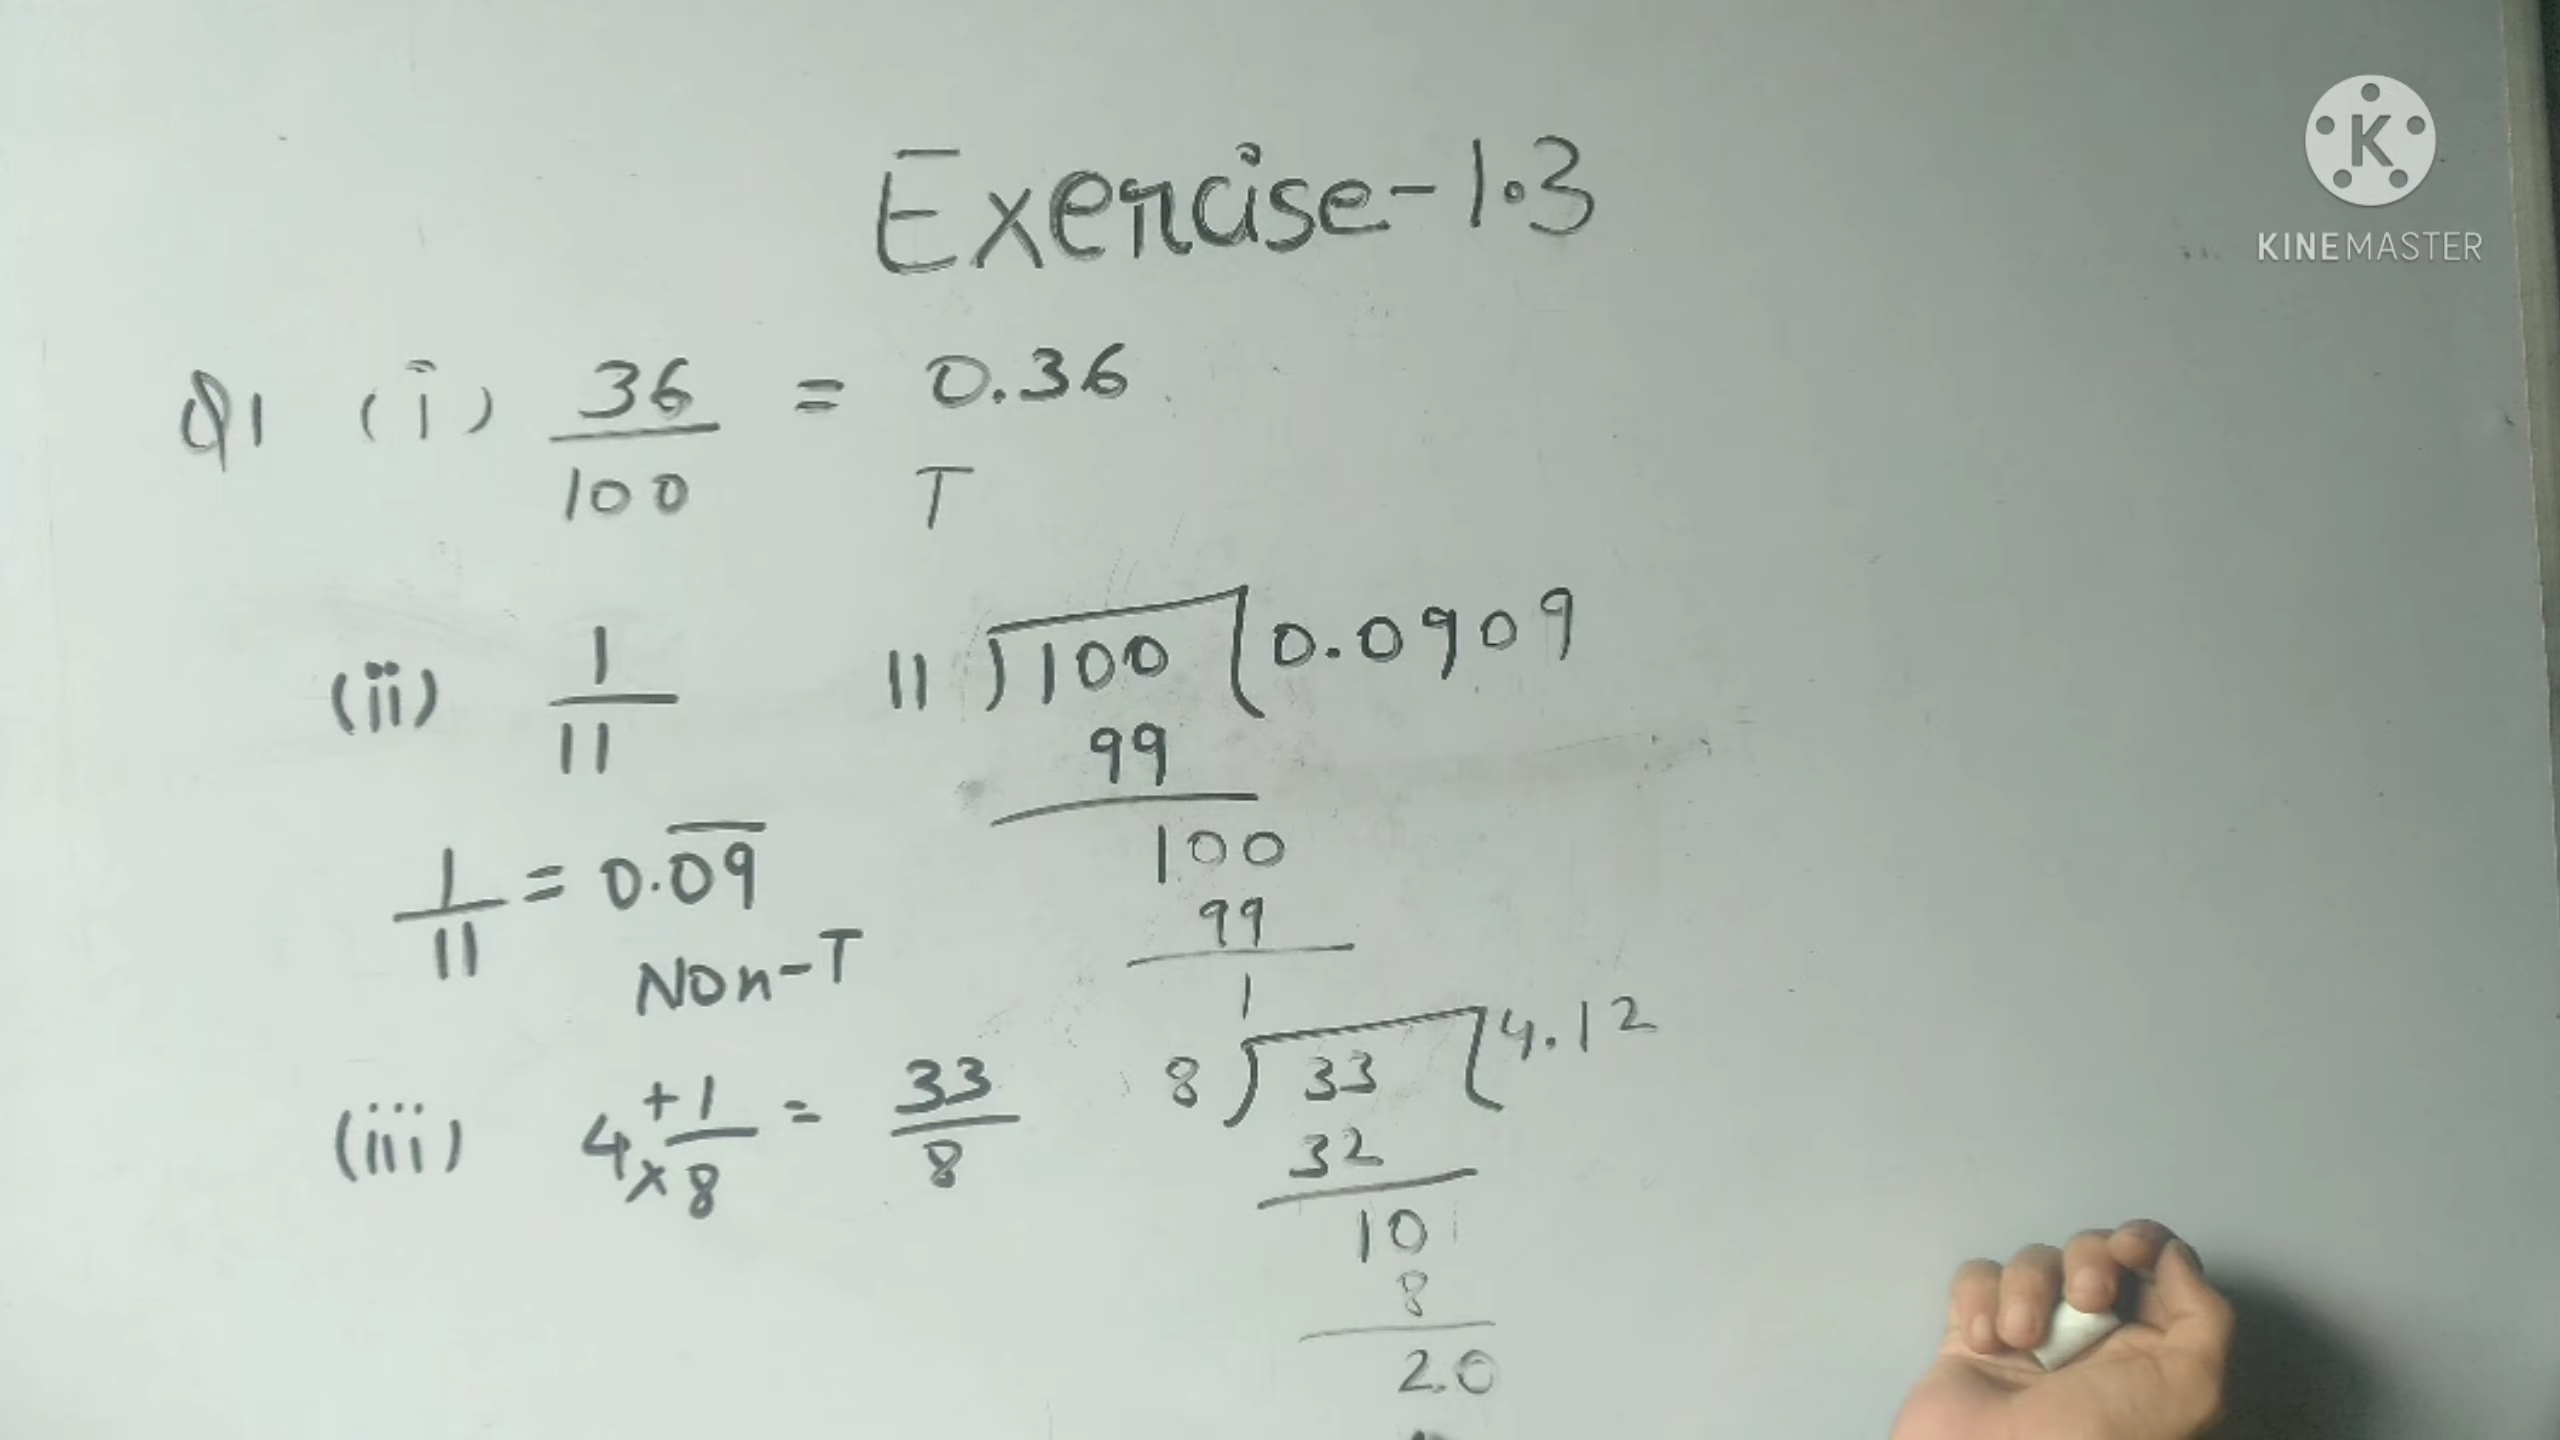 Exercise-1.3
K
KINEMASTER
Q1 (i) 36/100 = 0.36
T
(ii) 1/11 11)100(0.0909
99
100
99
1
1/11 = 0.0̅9̅
Non-T
(iii) 4 +1/×8 = 33/8 8)33(4.12
32
10
8
20